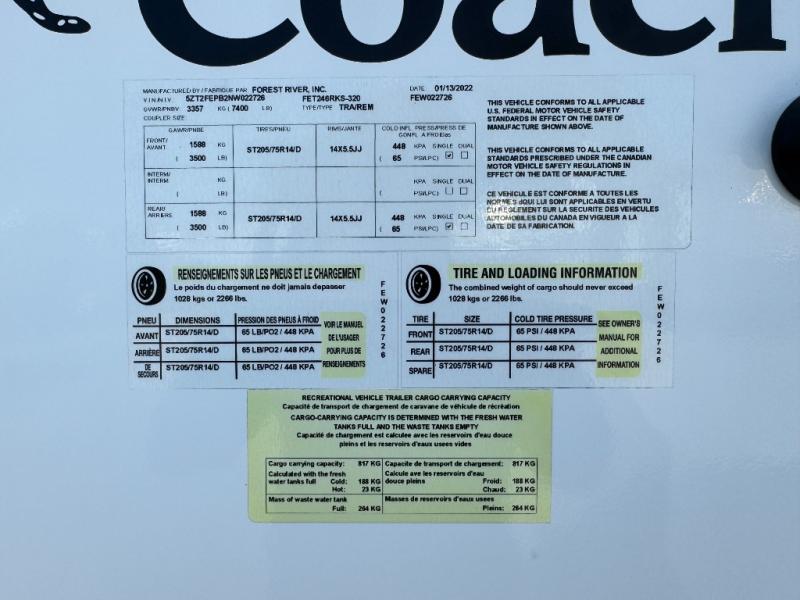 Coach
MANUFACTURED BY / FABRIQUE PAR FOREST RIVER, INC. DATE 01/13/2022
V.I.N./N.I.V. 5ZT2FEPB2NW022726 FET246RKS-320 FEW022726
GVWR/PNBV 3357 KG ( 7400 LB) TYPE/TYPE TRA/REM
COUPLER SIZE:
GAWR/PNBE TIRES/PNEU RIMS/JANTE COLD INFL. PRESS/PRESS DE GONFL. A FROID/as
FRONT/ AVANT 1588 KG ST205/75R14/D 14X5.5JJ 448 KPA SINGLE DUAL
( 3500 LB) ( 65 PSI/LPC)
INTERM/ INTERM. KG KPA SINGLE DUAL
( LB) ( PSI/LPC)
REAR/ ARRIERE 1588 KG ST205/75R14/D 14X5.5JJ 448 KPA SINGLE DUAL
( 3500 LB) ( 65 PSI/LPC)
THIS VEHICLE CONFORMS TO ALL APPLICABLE
U.S. FEDERAL MOTOR VEHICLE SAFETY
STANDARDS IN EFFECT ON THE DATE OF
MANUFACTURE SHOWN ABOVE.
THIS VEHICLE CONFORMS TO ALL APPLICABLE
STANDARDS PRESCRIBED UNDER THE CANADIAN
MOTOR VEHICLE SAFETY REGULATIONS IN
EFFECT ON THE DATE OF MANUFACTURE.
CE VEHICULE EST CONFORME A TOUTES LES
NORMES QUI LUI SONT APPLICABLES EN VERTU
DU REGLEMENT SUR LA SECURITE DES VEHICULES
AUTOMOBILES DU CANADA EN VIGUEUR A LA
DATE DE SA FABRICATION.
RENSEIGNEMENTS SUR LES PNEUS ET LE CHARGEMENT
Le poids du chargement ne doit jamais depasser
1028 kgs or 2266 lbs.
PNEU DIMENSIONS PRESSION DES PNEUS À FROID
AVANT ST205/75R14/D 65 LB/PO2 / 448 KPA
ARRIÈRE ST205/75R14/D 65 LB/PO2 / 448 KPA
DE SECOURS ST205/75R14/D 65 LB/PO2 / 448 KPA
VOIR LE MANUEL
DE L'USAGER
POUR PLUS DE
RENSEIGNEMENTS
FEW022726
TIRE AND LOADING INFORMATION
The combined weight of cargo should never exceed
1028 kgs or 2266 lbs.
TIRE SIZE COLD TIRE PRESSURE
FRONT ST205/75R14/D 65 PSI / 448 KPA
REAR ST205/75R14/D 65 PSI / 448 KPA
SPARE ST205/75R14/D 65 PSI / 448 KPA
SEE OWNER'S
MANUAL FOR
ADDITIONAL
INFORMATION
FEW022726
RECREATIONAL VEHICLE TRAILER CARGO CARRYING CAPACITY
Capacité de transport de chargement de caravane de véhicule de récréation
CARGO-CARRYING CAPACITY IS DETERMINED WITH THE FRESH WATER
TANKS FULL AND THE WASTE TANKS EMPTY
Capacité de chargement est calculée avec les reservoirs d'eau douce
pleins et les reservoirs d'eaux usees vides
Cargo carrying capacity: 817 KG Capacite de transport de chargement: 817 KG
Calculated with the fresh Calcule avec les reservoirs d'eau
water tanks full Cold: 188 KG douce pleins Froid: 188 KG
Hot: 23 KG Chaud: 23 KG
Mass of waste water tank Masses de reservoirs d'eaux usees
Full: 264 KG Pleins: 264 KG